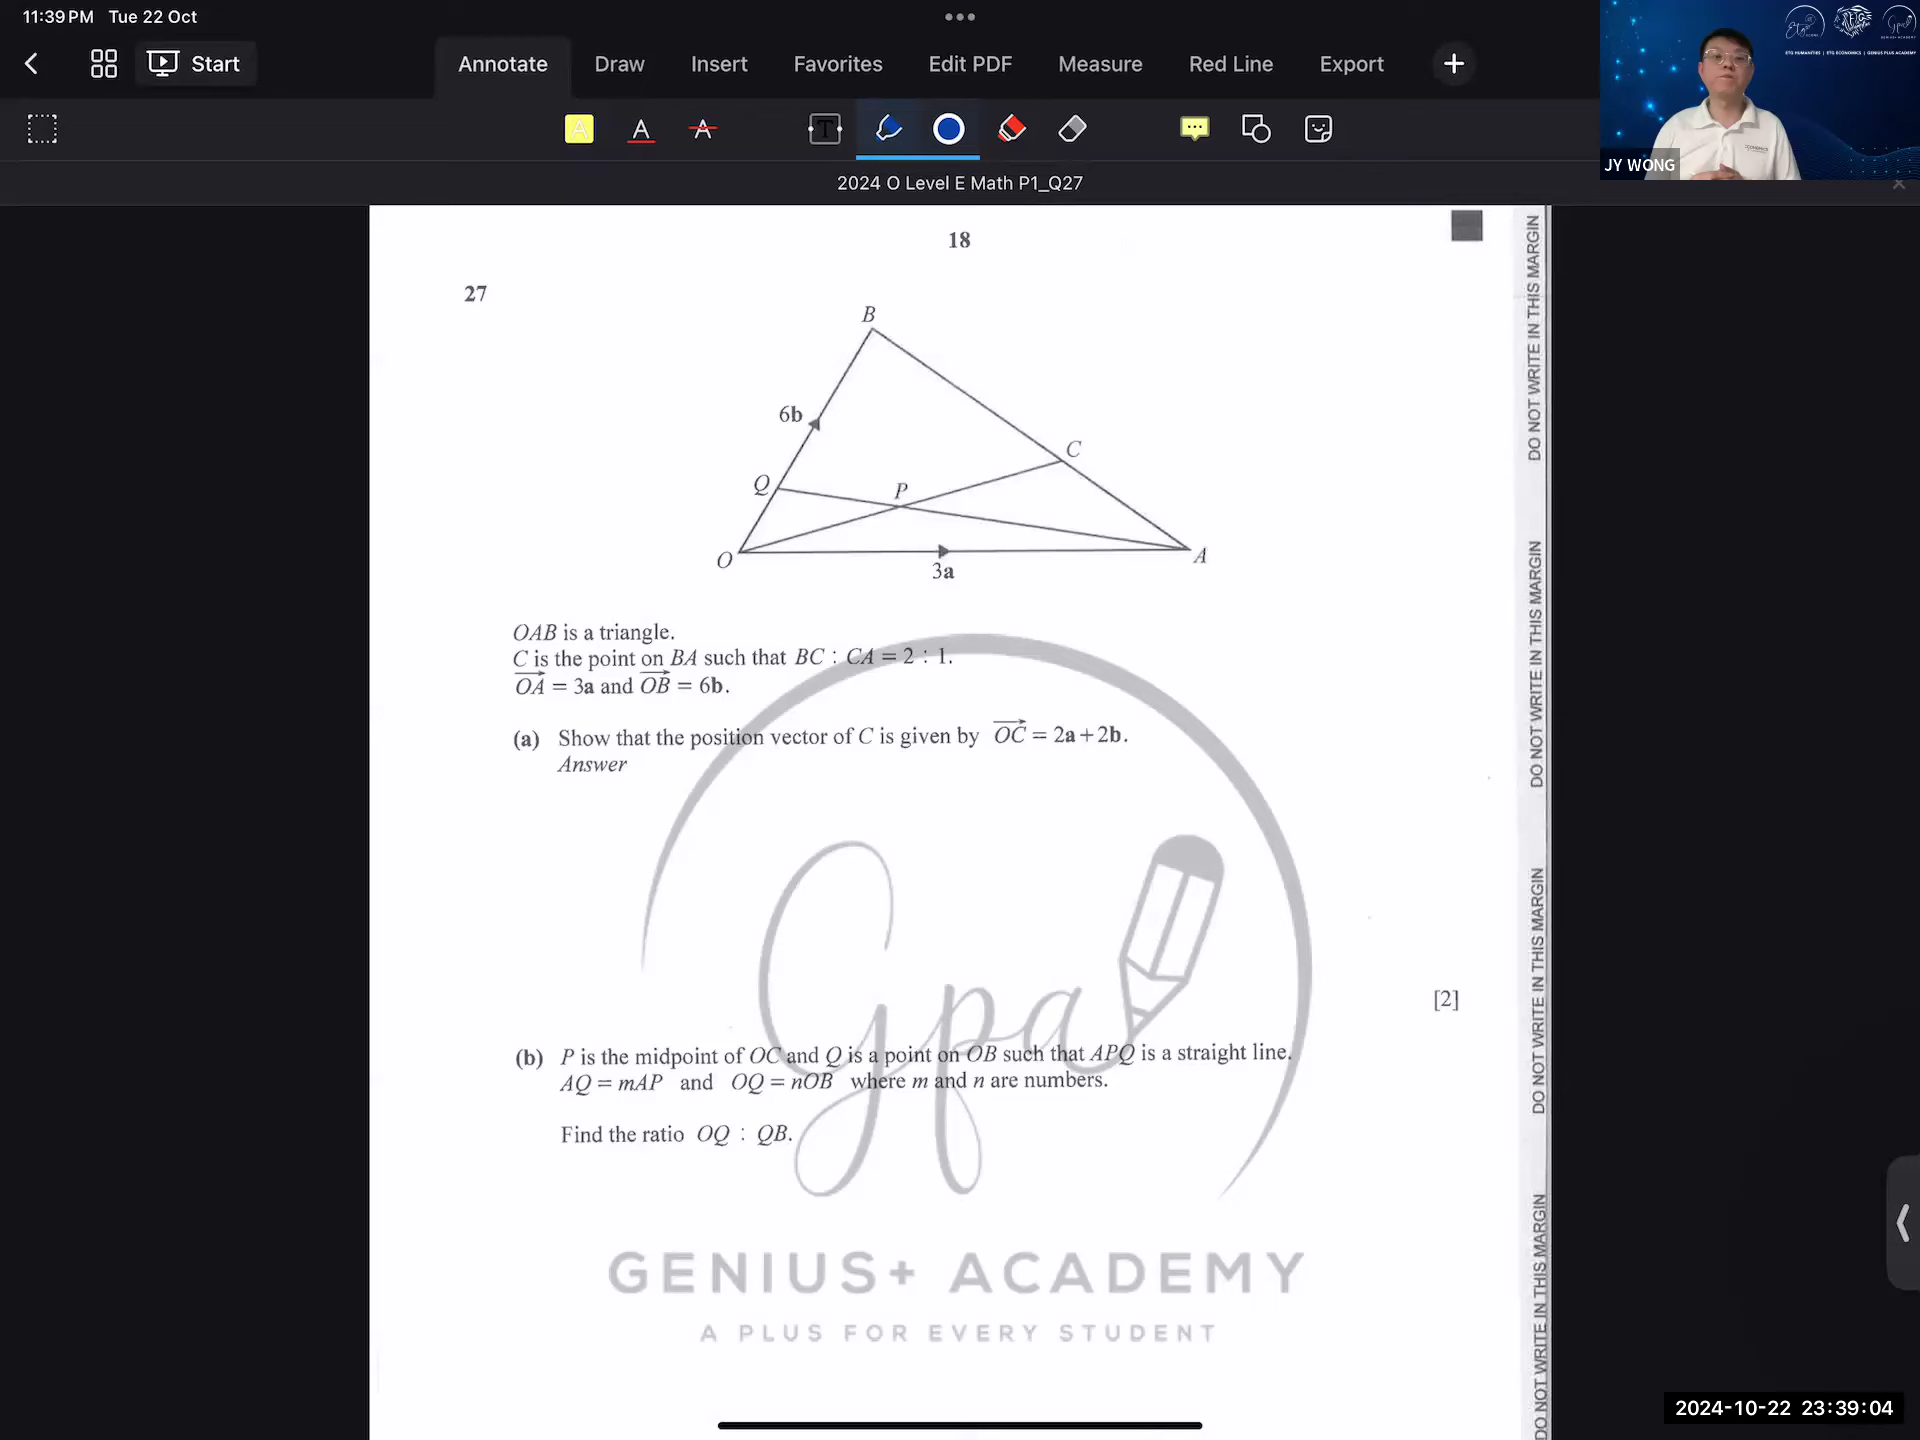 11:39 PM Tue 22 Oct
Start
Annotate Draw Insert Favorites Edit PDF Measure Red Line Export
JY WONG
2024 O Level E Math P1_Q27
18
27
B
6b
C
Q
P
O
A
3a
OAB is a triangle.
C is the point on BA such that BC : CA = 2 : 1.
OA = 3a and OB = 6b.
(a) Show that the position vector of C is given by OC = 2a + 2b.
Answer
[2]
(b) P is the midpoint of OC and Q is a point on OB such that APQ is a straight line.
AQ = mAP and OQ = nOB where m and n are numbers.
Find the ratio OQ : QB.
gpa
GENIUS+ ACADEMY
A PLUS FOR EVERY STUDENT
DO NOT WRITE IN THIS MARGIN
DO NOT WRITE IN THIS MARGIN
DO NOT WRITE IN THIS MARGIN
DO NOT WRITE IN THIS MARGIN
2024-10-22 23:39:04